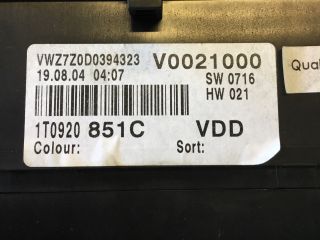 VWZ7Z0D0394323 V0021000
19.08.04 04:07 SW 0716
HW 021
1T0920 851C VDD
Colour: Sort:
Qual